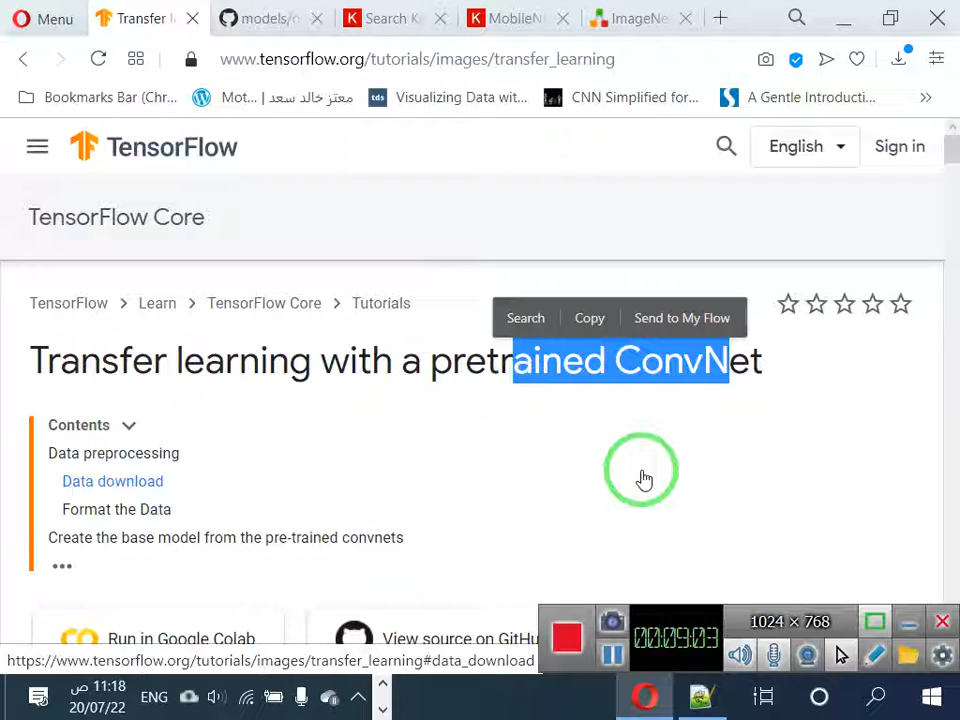 Menu
Transfer l
models/r
Search K
MoblieN
ImageNe
www.tensorflow.org/tutorials/images/transfer_learning
Bookmarks Bar (Chr...
معتز خالد سعد | Mot...
Visualizing Data wit...
CNN Simplified for...
A Gentle Introducti...
TensorFlow
English
Sign in
TensorFlow Core
TensorFlow > Learn > TensorFlow Core > Tutorials
Search
Copy
Send to My Flow
Transfer learning with a pretrained ConvNet
Contents
Data preprocessing
Data download
Format the Data
Create the base model from the pre-trained convnets
Run in Google Colab
View source on GitHu
00:09:03
1024 × 768
https://www.tensorflow.org/tutorials/images/transfer_learning#data_download
11:18 ص
ENG
20/07/22